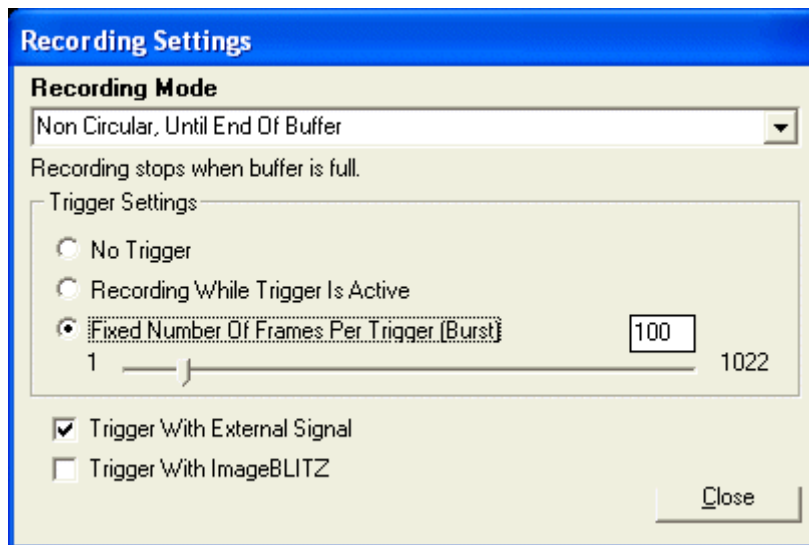 Recording Settings
Recording Mode
Non Circular, Until End Of Buffer
Recording stops when buffer is full.
Trigger Settings
No Trigger
Recording While Trigger Is Active
Fixed Number Of Frames Per Trigger (Burst) 100
1 1022
Trigger With External Signal
Trigger With ImageBLITZ
Close